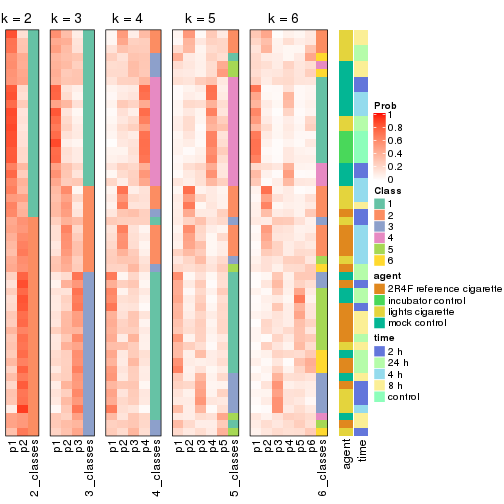 k = 2 k = 3 k = 4 k = 5 k = 6
Prob
1
0.8
0.6
0.4
0.2
0
Class
1
2
3
4
5
6
agent
2R4F reference cigarette
incubator control
lights cigarette
mock control
time
2 h
24 h
4 h
8 h
control
p1 p2 2_classes p1 p2 p3 3_classes p1 p2 p3 p4 4_classes p1 p2 p3 p4 p5 5_classes p1 p2 p3 p4 p5 p6 6_classes agent time